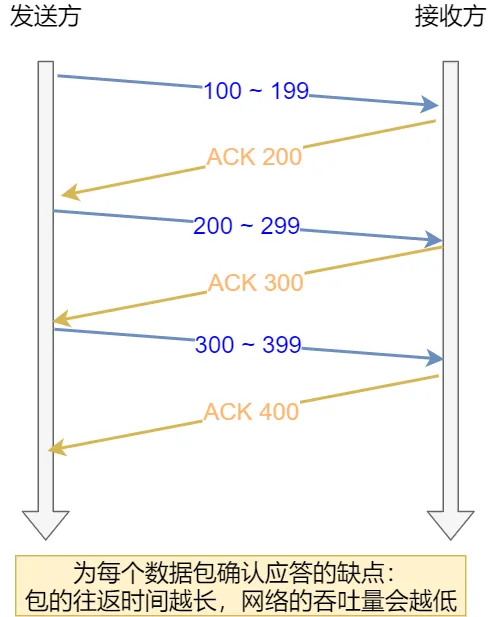 发送方
接收方
100 ~ 199
ACK 200
200 ~ 299
ACK 300
300 ~ 399
ACK 400
为每个数据包确认应答的缺点：
包的往返时间越长，网络的吞吐量会越低